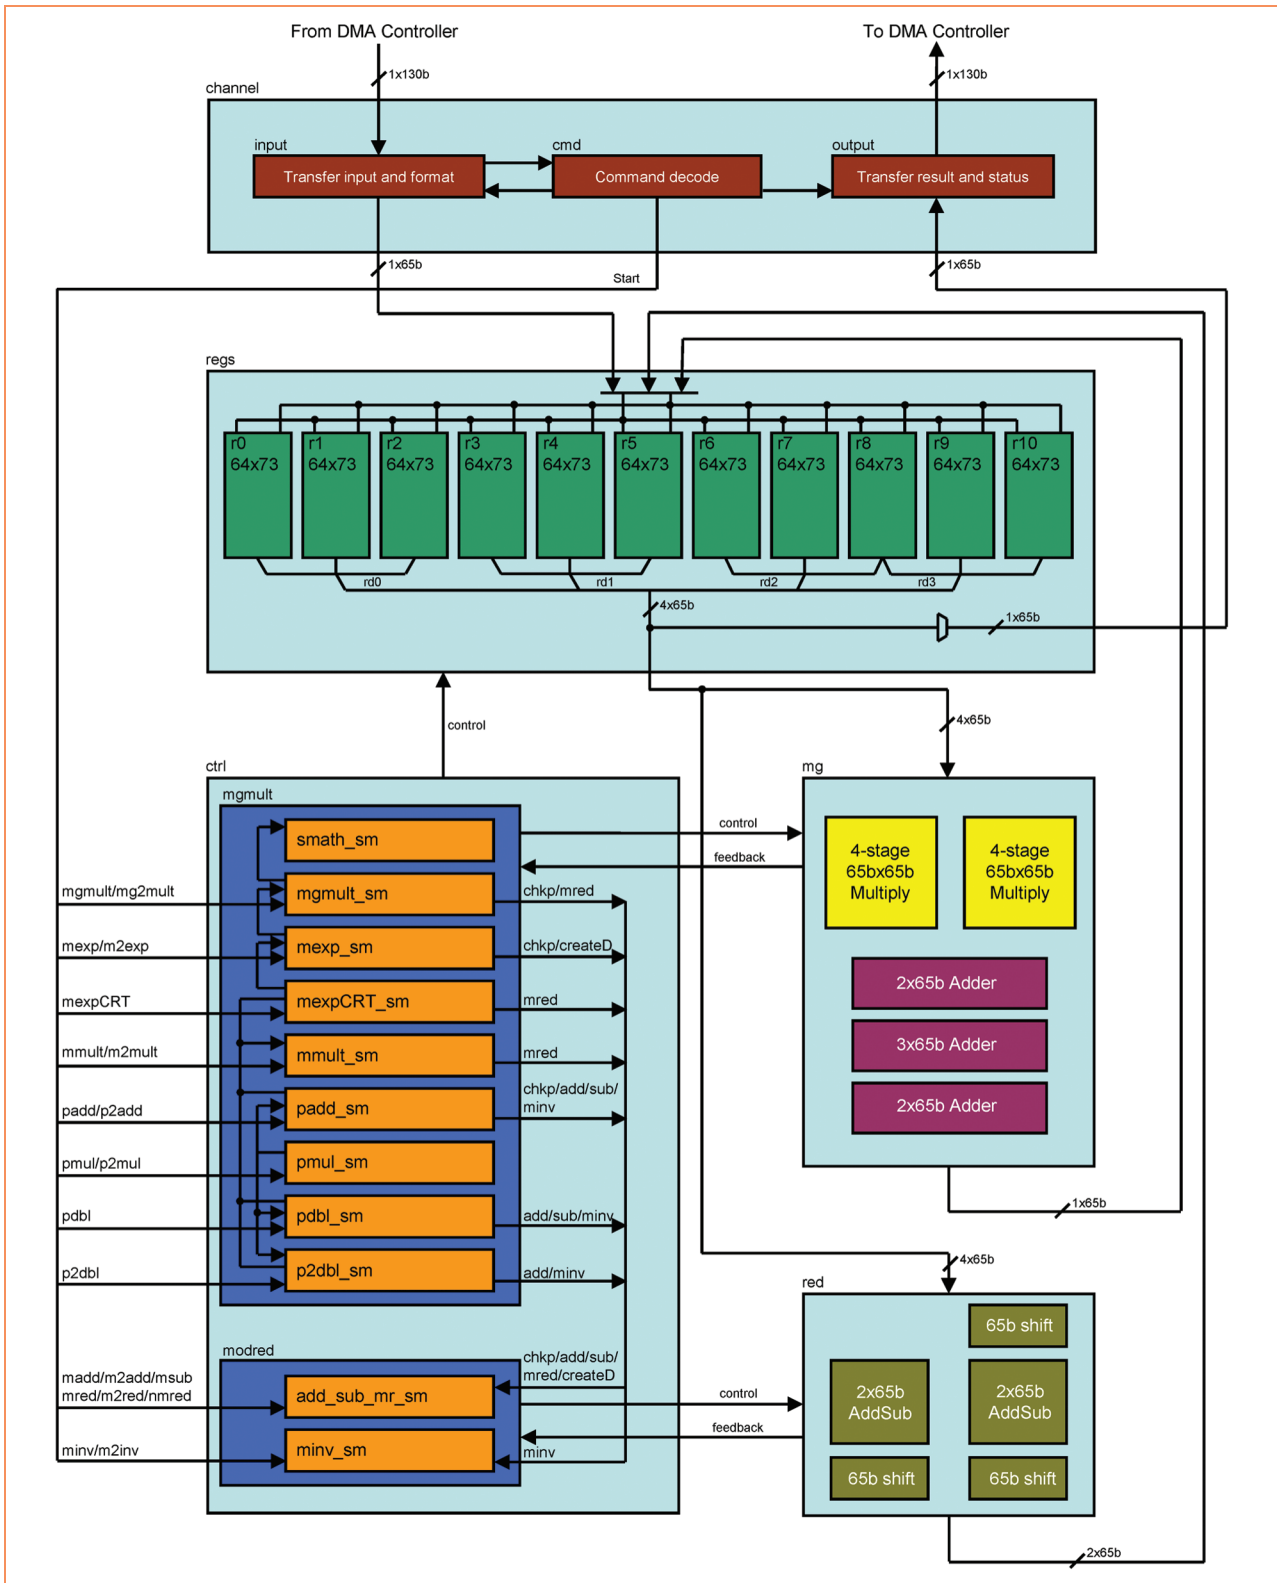 From DMA Controller
To DMA Controller
1x130b
1x130b
channel
input
cmd
output
Transfer input and format
Command decode
Transfer result and status
1x65b
1x65b
Start
regs
r0
r1
r2
r3
r4
r5
r6
r7
r8
r9
r10
64x73
64x73
64x73
64x73
64x73
64x73
64x73
64x73
64x73
64x73
64x73
rd0
rd1
rd2
rd3
4x65b
1x65b
control
4x65b
ctrl
mg
mgmult
smath_sm
control
feedback
4-stage
65bx65b
Multiply
4-stage
65bx65b
Multiply
mgmult/mg2mult
mgmult_sm
chkp/mred
mexp/m2exp
mexp_sm
chkp/createD
2x65b Adder
mexpCRT
mexpCRT_sm
mred
3x65b Adder
mmult/m2mult
mmult_sm
mred
2x65b Adder
padd/p2add
padd_sm
chkp/add/sub/
minv
pmul/p2mul
pmul_sm
1x65b
pdbl
pdbl_sm
add/sub/minv
4x65b
p2dbl
p2dbl_sm
add/minv
red
65b shift
modred
chkp/add/sub/
mred/createD
madd/m2add/msub
mred/m2red/nmred
add_sub_mr_sm
control
2x65b
AddSub
2x65b
AddSub
feedback
minv/m2inv
minv_sm
minv
65b shift
65b shift
2x65b